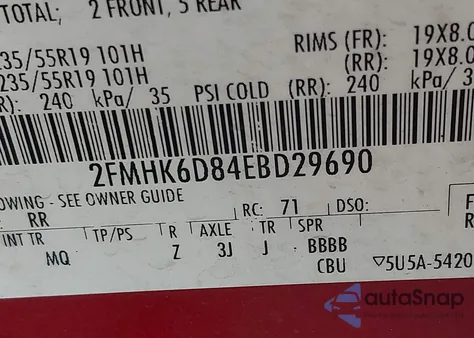 TOTAL; 2 FRONT, 5 REAR
235/55R19 101H RIMS (FR): 19X8.0
235/55R19 101H (RR): 19X8.0
R): 240 kPa/ 35 PSI COLD (RR): 240 kPa/
2FMHK6D84EBD29690
OWING - SEE OWNER GUIDE
RR RC: 71 DSO:
INT TR TP/PS R AXLE TR SPR
MQ Z 3J J BBBB
CBU ▽5U5A-5420
autoSnap